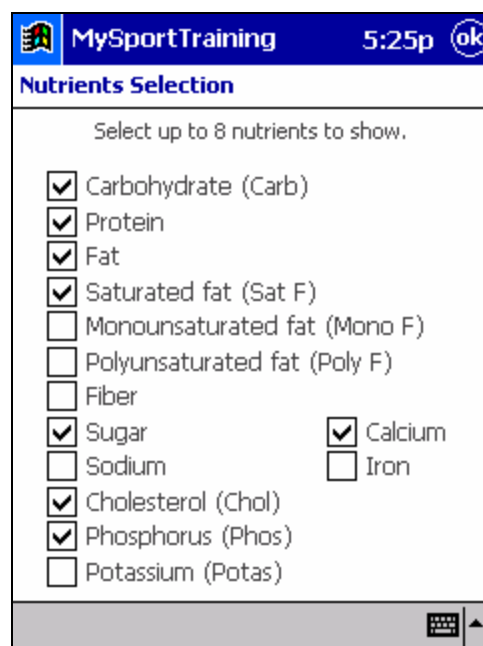 MySportTraining 5:25p ok
Nutrients Selection
Select up to 8 nutrients to show.
Carbohydrate (Carb)
Protein
Fat
Saturated fat (Sat F)
Monounsaturated fat (Mono F)
Polyunsaturated fat (Poly F)
Fiber
Sugar Calcium
Sodium Iron
Cholesterol (Chol)
Phosphorus (Phos)
Potassium (Potas)